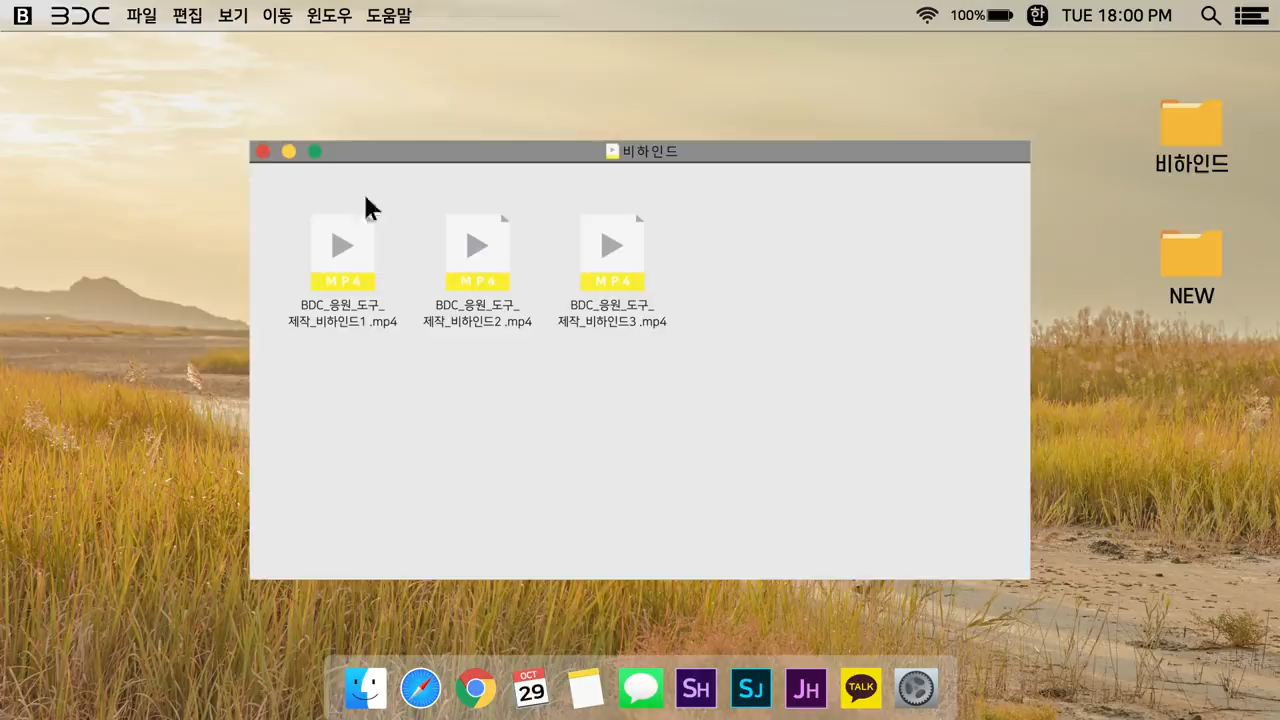 B BDC 파일 편집 보기 이동 윈도우 도움말 100% 한 TUE 18:00 PM
비하인드
비하인드
NEW
MP4 MP4 MP4
BDC_응원_도구_ BDC_응원_도구_ BDC_응원_도구_
제작_비하인드1 .mp4 제작_비하인드2 .mp4 제작_비하인드3 .mp4
OCT
29
SH SJ JH TALK